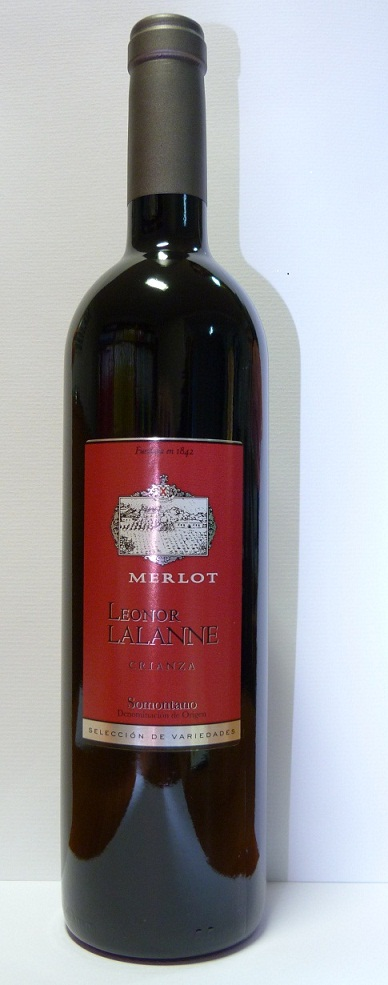 Fundada en 1842
MERLOT
LEONOR
LALANNE
CRIANZA
Somontano
Denominación de Origen
SELECCIÓN DE VARIEDADES